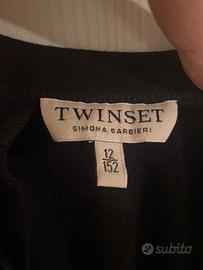 TWINSET
SIMONA BARBIERI
12
152
subito